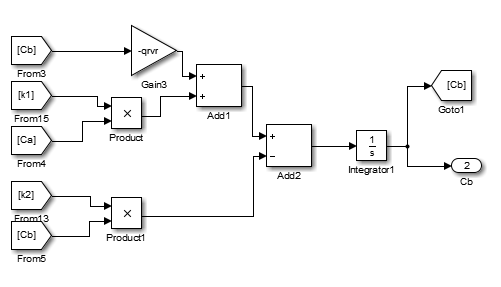 [Cb]
From3
-qrvr
Gain3
[k1]
From15
[Ca]
From4
×
Product
+
+
Add1
[k2]
From13
[Cb]
From5
×
Product1
+
−
Add2
1
s
Integrator1
[Cb]
Goto1
2
Cb